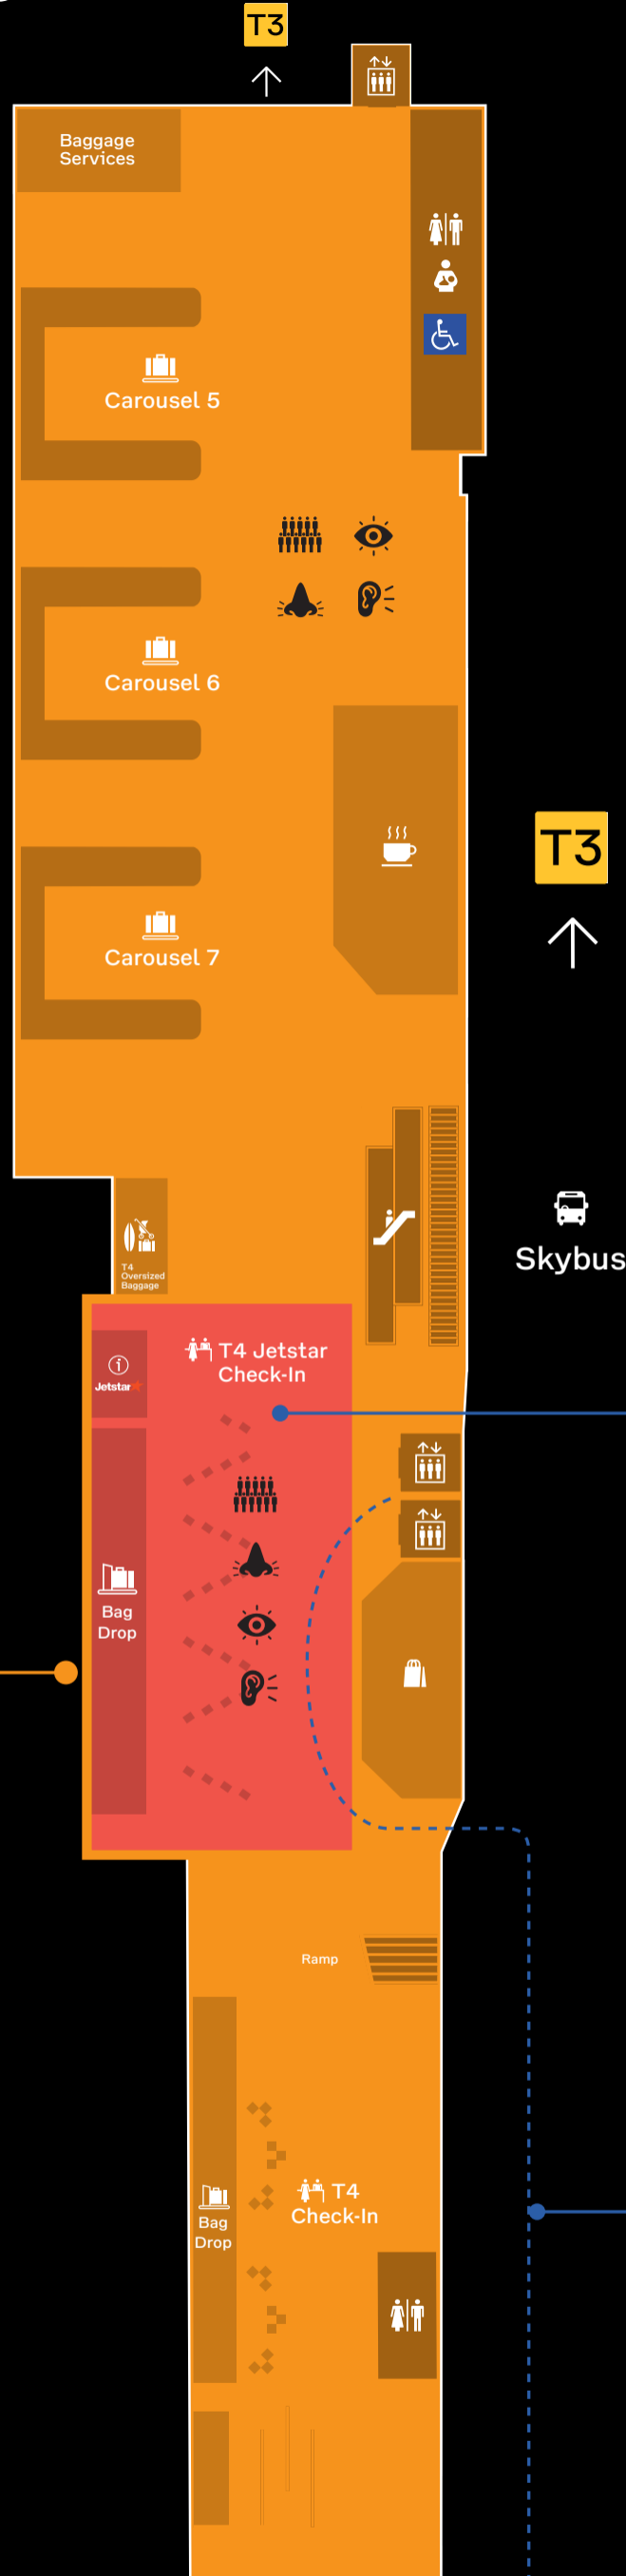 T3
Baggage
Services
Carousel 5
Carousel 6
T3
Carousel 7
Skybus
T4
Oversized
Baggage
T4 Jetstar
Check-In
Jetstar
Bag
Drop
Ramp
T4
Check-In
Bag
Drop